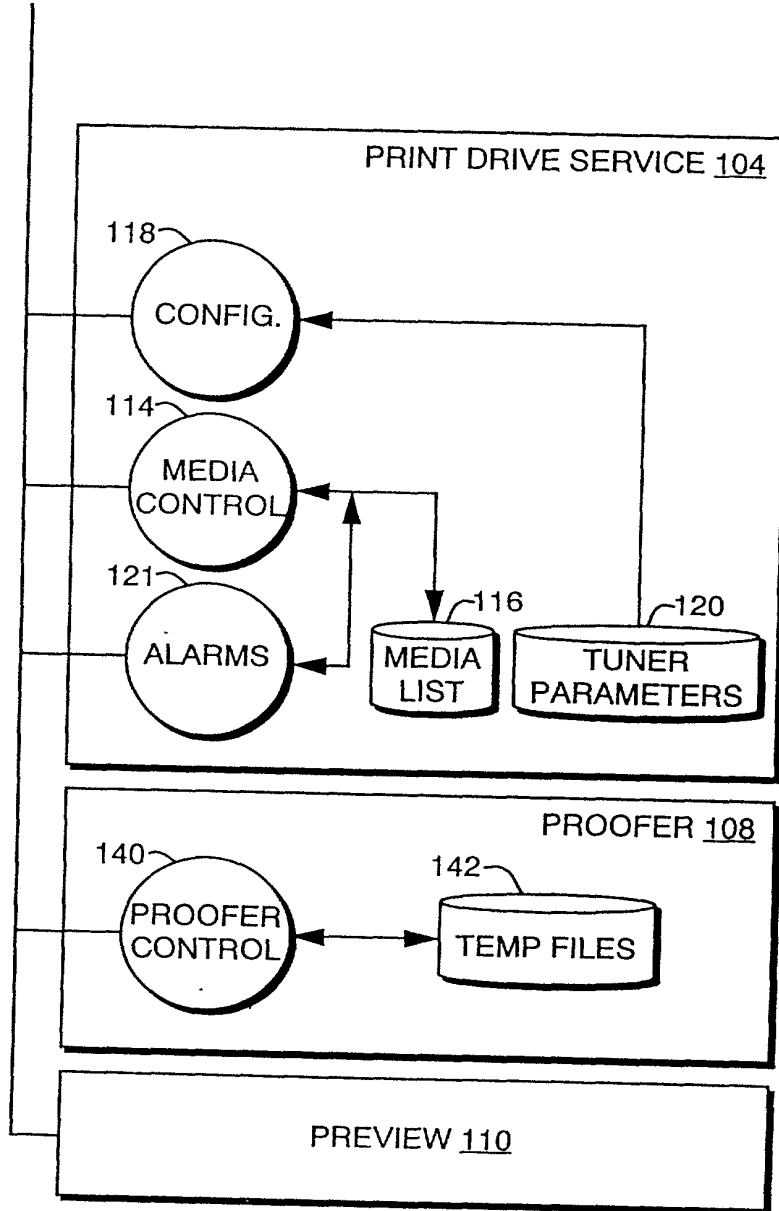 PRINT DRIVE SERVICE 104
118
CONFIG.
114
MEDIA
CONTROL
121
ALARMS
116
MEDIA
LIST
120
TUNER
PARAMETERS
PROOFER 108
140
PROOFER
CONTROL
142
TEMP FILES
PREVIEW 110